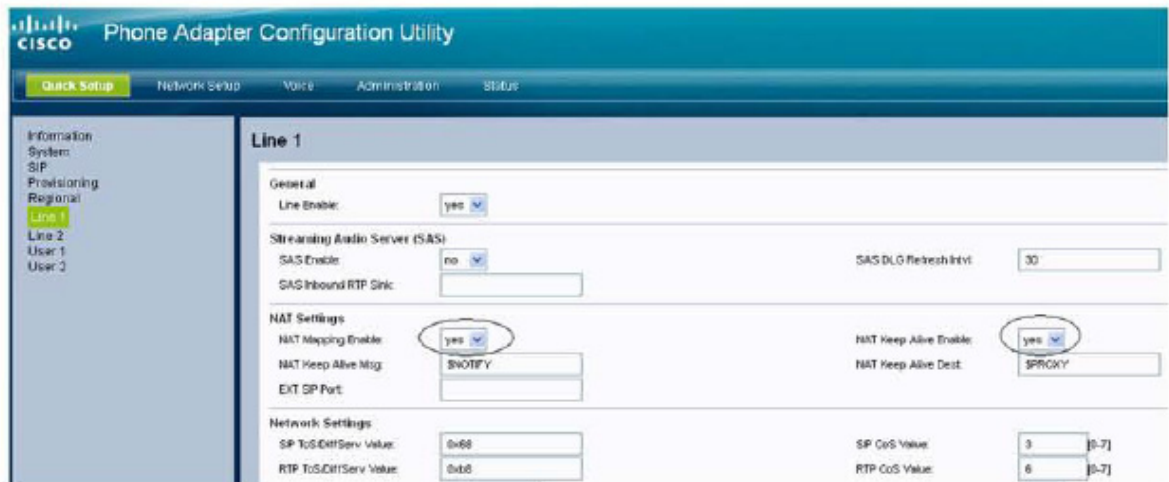 CISCO Phone Adapter Configuration Utility
Quick Setup Network Setup Voice Administration Status
Information
System
SIP
Provisioning
Regional
Line 1
Line 2
User 1
User 2
Line 1
General
Line Enable: yes
Streaming Audio Server (SAS)
SAS Enable: no SAS DLG Refresh Intvl: 30
SAS Inbound RTP Sink:
NAT Settings
NAT Mapping Enable: yes NAT Keep Alive Enable: yes
NAT Keep Alive Msg: $NOTIFY NAT Keep Alive Dest: $PROXY
EXT SIP Port:
Network Settings
SIP ToS/DiffServ Value: 0x68 SIP CoS Value: 3 [0-7]
RTP ToS/DiffServ Value: 0xb8 RTP CoS Value: 6 [0-7]